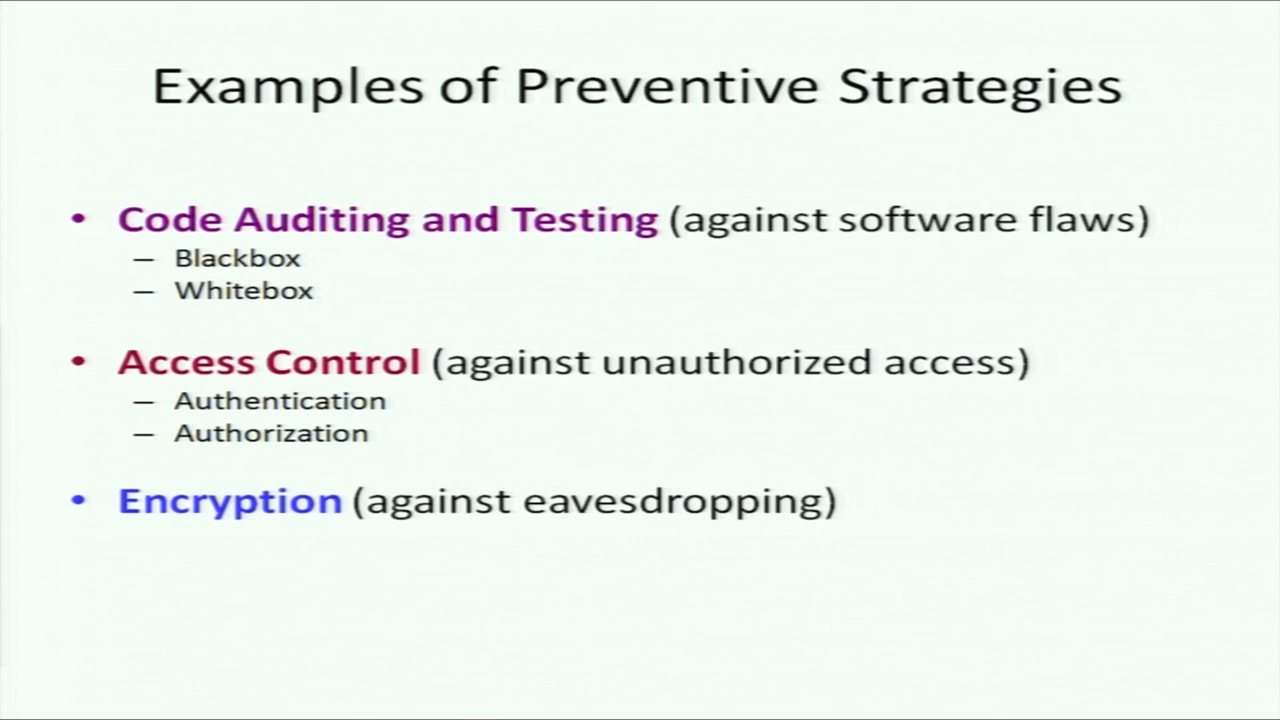 Examples of Preventive Strategies
• Code Auditing and Testing (against software flaws)
– Blackbox
– Whitebox
• Access Control (against unauthorized access)
– Authentication
– Authorization
• Encryption (against eavesdropping)